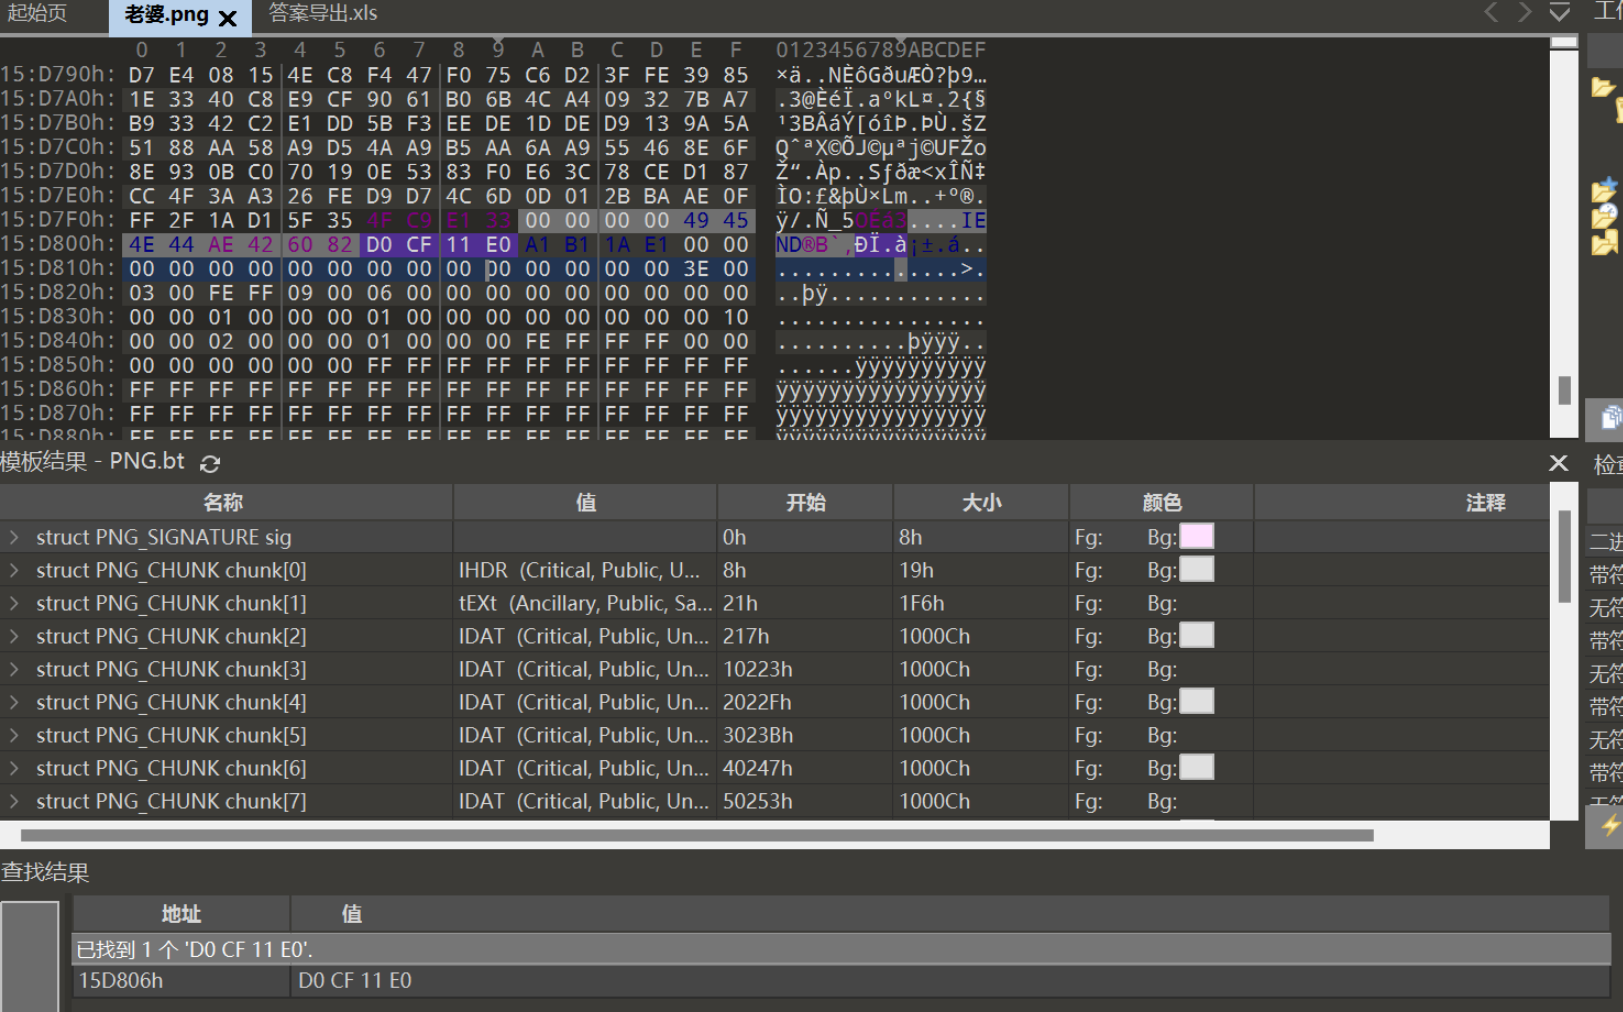 起始页 老婆.png 答案导出.xls
0 1 2 3 4 5 6 7 8 9 A B C D E F 0123456789ABCDEF
15:D790h: D7 E4 08 15 4E C8 F4 47 F0 75 C6 D2 3F FE 39 85 ×ä..NÈôGðuÆÒ?þ9…
15:D7A0h: 1E 33 40 C8 E9 CF 90 61 B0 6B 4C A4 09 32 7B A7 .3@ÈéÏ.a°kL¤.2{§
15:D7B0h: B9 33 42 C2 E1 DD 5B F3 EE DE 1D DE D9 13 9A 5A ¹3BÂáÝ[óîÞ.ÞÙ.šZ
15:D7C0h: 51 88 AA 58 A9 D5 4A A9 B5 AA 6A A9 55 46 8E 6F QˆªX©ÕJ©µªj©UFŽo
15:D7D0h: 8E 93 0B C0 70 19 0E 53 83 F0 E6 3C 78 CE D1 87 Ž“.Àp..Sƒðæ<xÎÑ‡
15:D7E0h: CC 4F 3A A3 26 FE D9 D7 4C 6D 0D 01 2B BA AE 0F ÌO:£&þÙ×Lm..+º®.
15:D7F0h: FF 2F 1A D1 5F 35 4F C9 E1 33 00 00 00 00 49 45 ÿ/.Ñ_5OÉá3....IE
15:D800h: 4E 44 AE 42 60 82 D0 CF 11 E0 A1 B1 1A E1 00 00 ND®B`‚ÐÏ.à¡±.á..
15:D810h: 00 00 00 00 00 00 00 00 00 00 00 00 00 00 3E 00 ..............>.
15:D820h: 03 00 FE FF 09 00 06 00 00 00 00 00 00 00 00 00 ..þÿ............
15:D830h: 00 00 01 00 00 00 01 00 00 00 00 00 00 00 00 10 ................
15:D840h: 00 00 02 00 00 00 01 00 00 00 FE FF FF FF 00 00 ..........þÿÿÿ..
15:D850h: 00 00 00 00 00 00 FF FF FF FF FF FF FF FF FF FF ......ÿÿÿÿÿÿÿÿÿÿ
15:D860h: FF FF FF FF FF FF FF FF FF FF FF FF FF FF FF FF ÿÿÿÿÿÿÿÿÿÿÿÿÿÿÿÿ
15:D870h: FF FF FF FF FF FF FF FF FF FF FF FF FF FF FF FF ÿÿÿÿÿÿÿÿÿÿÿÿÿÿÿÿ
15:D880h: FF FF FF FF FF FF FF FF FF FF FF FF FF FF FF FF ÿÿÿÿÿÿÿÿÿÿÿÿÿÿÿÿ
模板结果 - PNG.bt
名称 值 开始 大小 颜色 注释
struct PNG_SIGNATURE sig 0h 8h Fg: Bg:
struct PNG_CHUNK chunk[0] IHDR (Critical, Public, U... 8h 19h Fg: Bg:
struct PNG_CHUNK chunk[1] tEXt (Ancillary, Public, Sa... 21h 1F6h Fg: Bg:
struct PNG_CHUNK chunk[2] IDAT (Critical, Public, Un... 217h 1000Ch Fg: Bg:
struct PNG_CHUNK chunk[3] IDAT (Critical, Public, Un... 10223h 1000Ch Fg: Bg:
struct PNG_CHUNK chunk[4] IDAT (Critical, Public, Un... 2022Fh 1000Ch Fg: Bg:
struct PNG_CHUNK chunk[5] IDAT (Critical, Public, Un... 3023Bh 1000Ch Fg: Bg:
struct PNG_CHUNK chunk[6] IDAT (Critical, Public, Un... 40247h 1000Ch Fg: Bg:
struct PNG_CHUNK chunk[7] IDAT (Critical, Public, Un... 50253h 1000Ch Fg: Bg:
查找结果
地址 值
已找到 1 个 'D0 CF 11 E0'.
15D806h D0 CF 11 E0